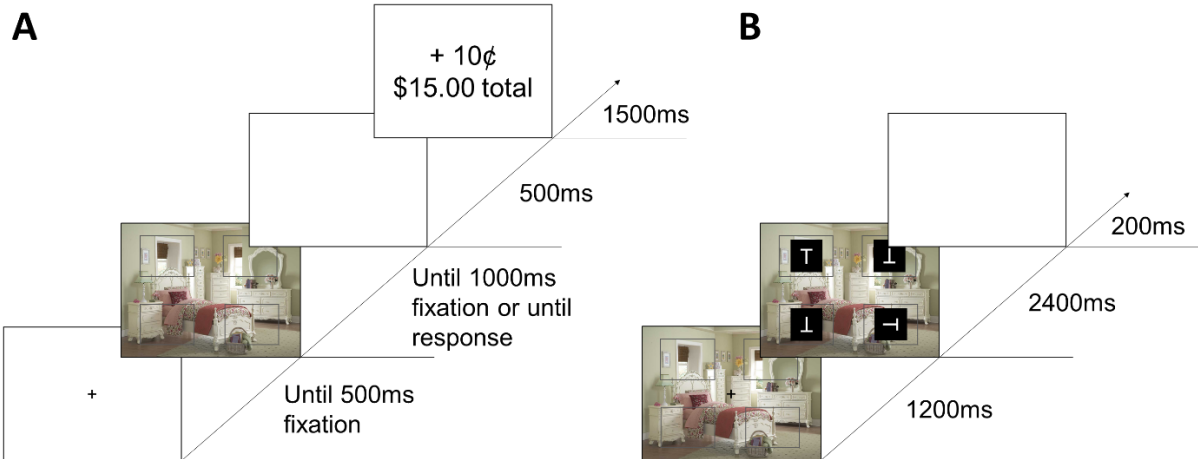 A
+ 10¢
$15.00 total
1500ms
500ms
Until 1000ms
fixation or until
response
+
Until 500ms
fixation
B
200ms
T
T
2400ms
T
T
+
1200ms